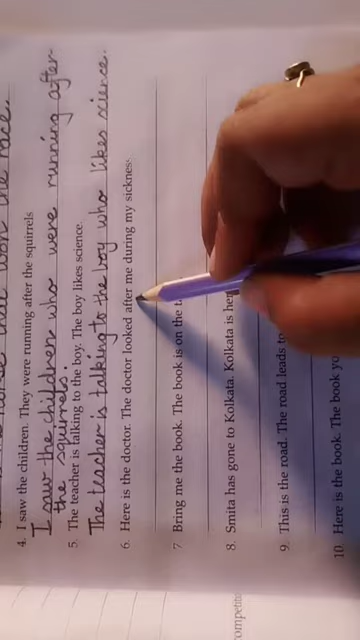 that won the race.
4. I saw the children. They were running after the squirrels
I saw the children who were running after
the squirrels.
5. The teacher is talking to the boy. The boy likes science.
The teacher is talking to the boy who likes science.
6. Here is the doctor. The doctor looked after me during my sickness.
7. Bring me the book. The book is on the
8. Smita has gone to Kolkata. Kolkata is her
9. This is the road. The road leads to
10. Here is the book. The book yo